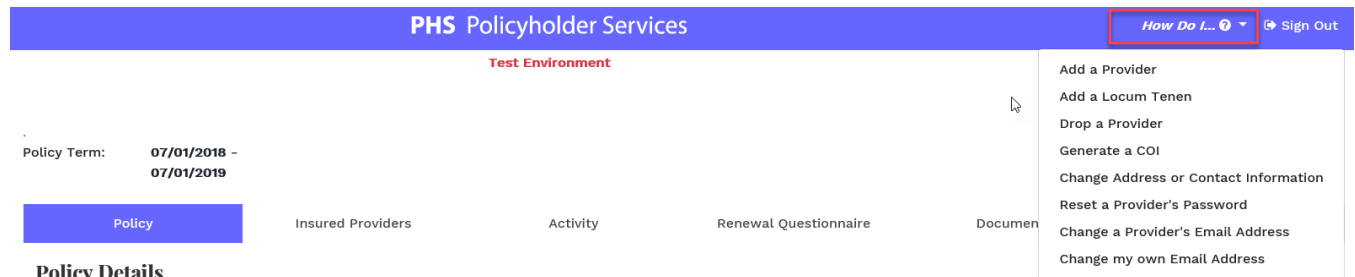 PHS Policyholder Services
How Do I... ?
Sign Out
Test Environment
Add a Provider
Add a Locum Tenen
Drop a Provider
Generate a COI
Change Address or Contact Information
Reset a Provider's Password
Change a Provider's Email Address
Change my own Email Address
.
Policy Term: 07/01/2018 -
07/01/2019
Policy
Insured Providers
Activity
Renewal Questionnaire
Documen
Policy Details